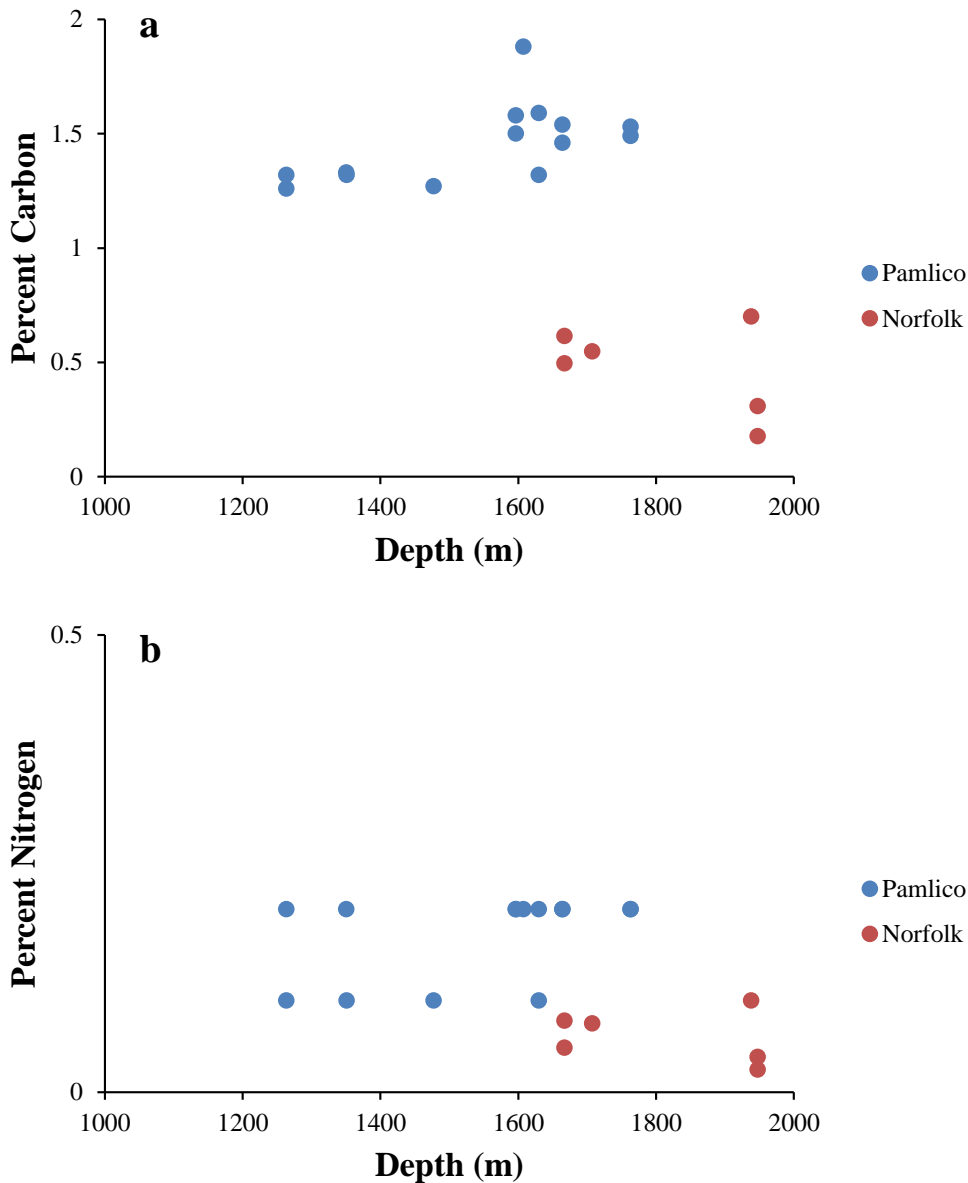 a
2
1.5
1
0.5
0
Percent Carbon
1000 1200 1400 1600 1800 2000
Depth (m)
Pamlico
Norfolk
b
0.5
0
Percent Nitrogen
1000 1200 1400 1600 1800 2000
Depth (m)
Pamlico
Norfolk